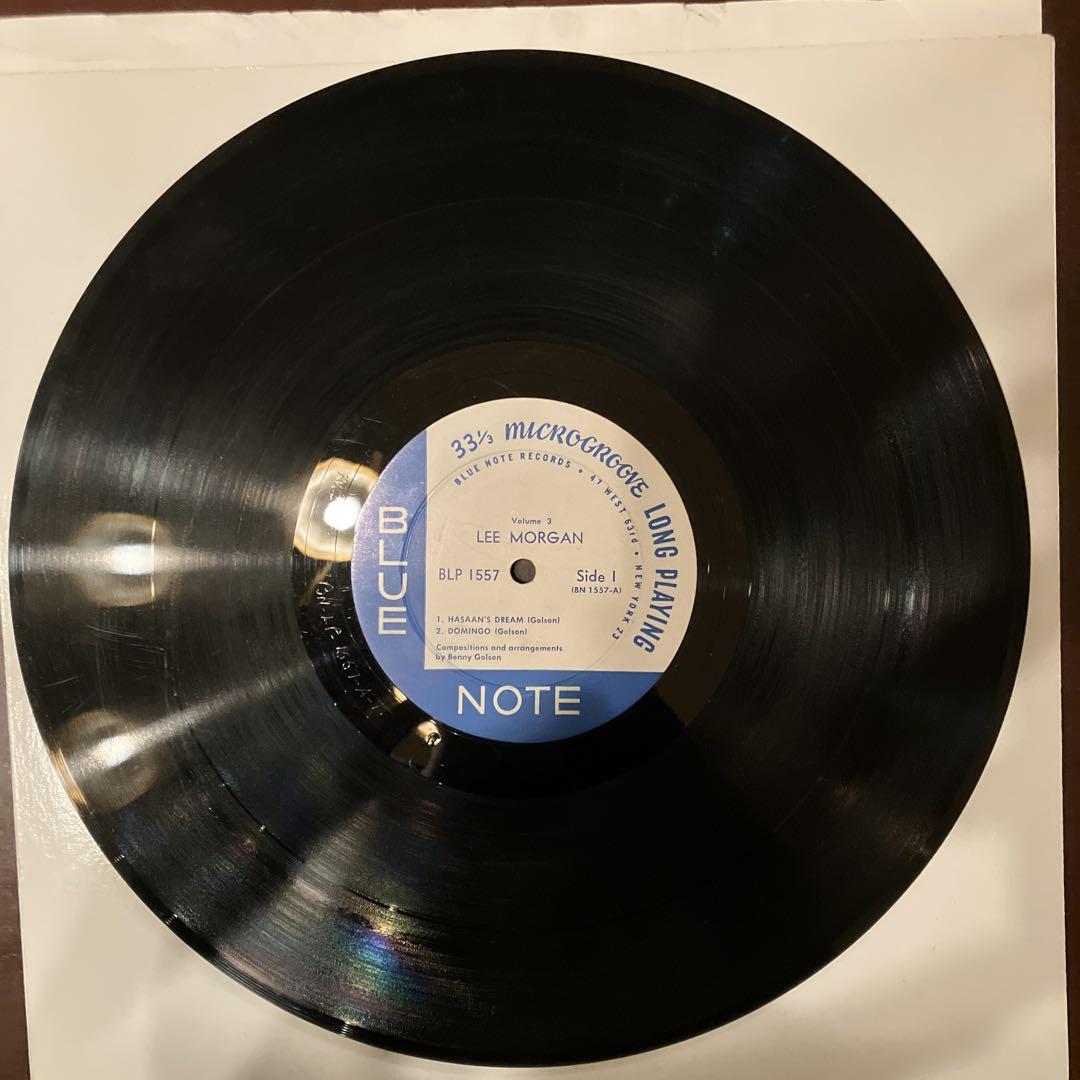 33⅓ MICROGROOVE LONG PLAYING
BLUE NOTE RECORDS • 47 WEST 63rd • NEW YORK 23
Volume 3
LEE MORGAN
BLP 1557
Side 1
(BN 1557-A)
1. HASAAN'S DREAM (Golson)
2. DOMINGO (Golson)
Compositions and arrangements
by Benny Golson
BLUE
NOTE